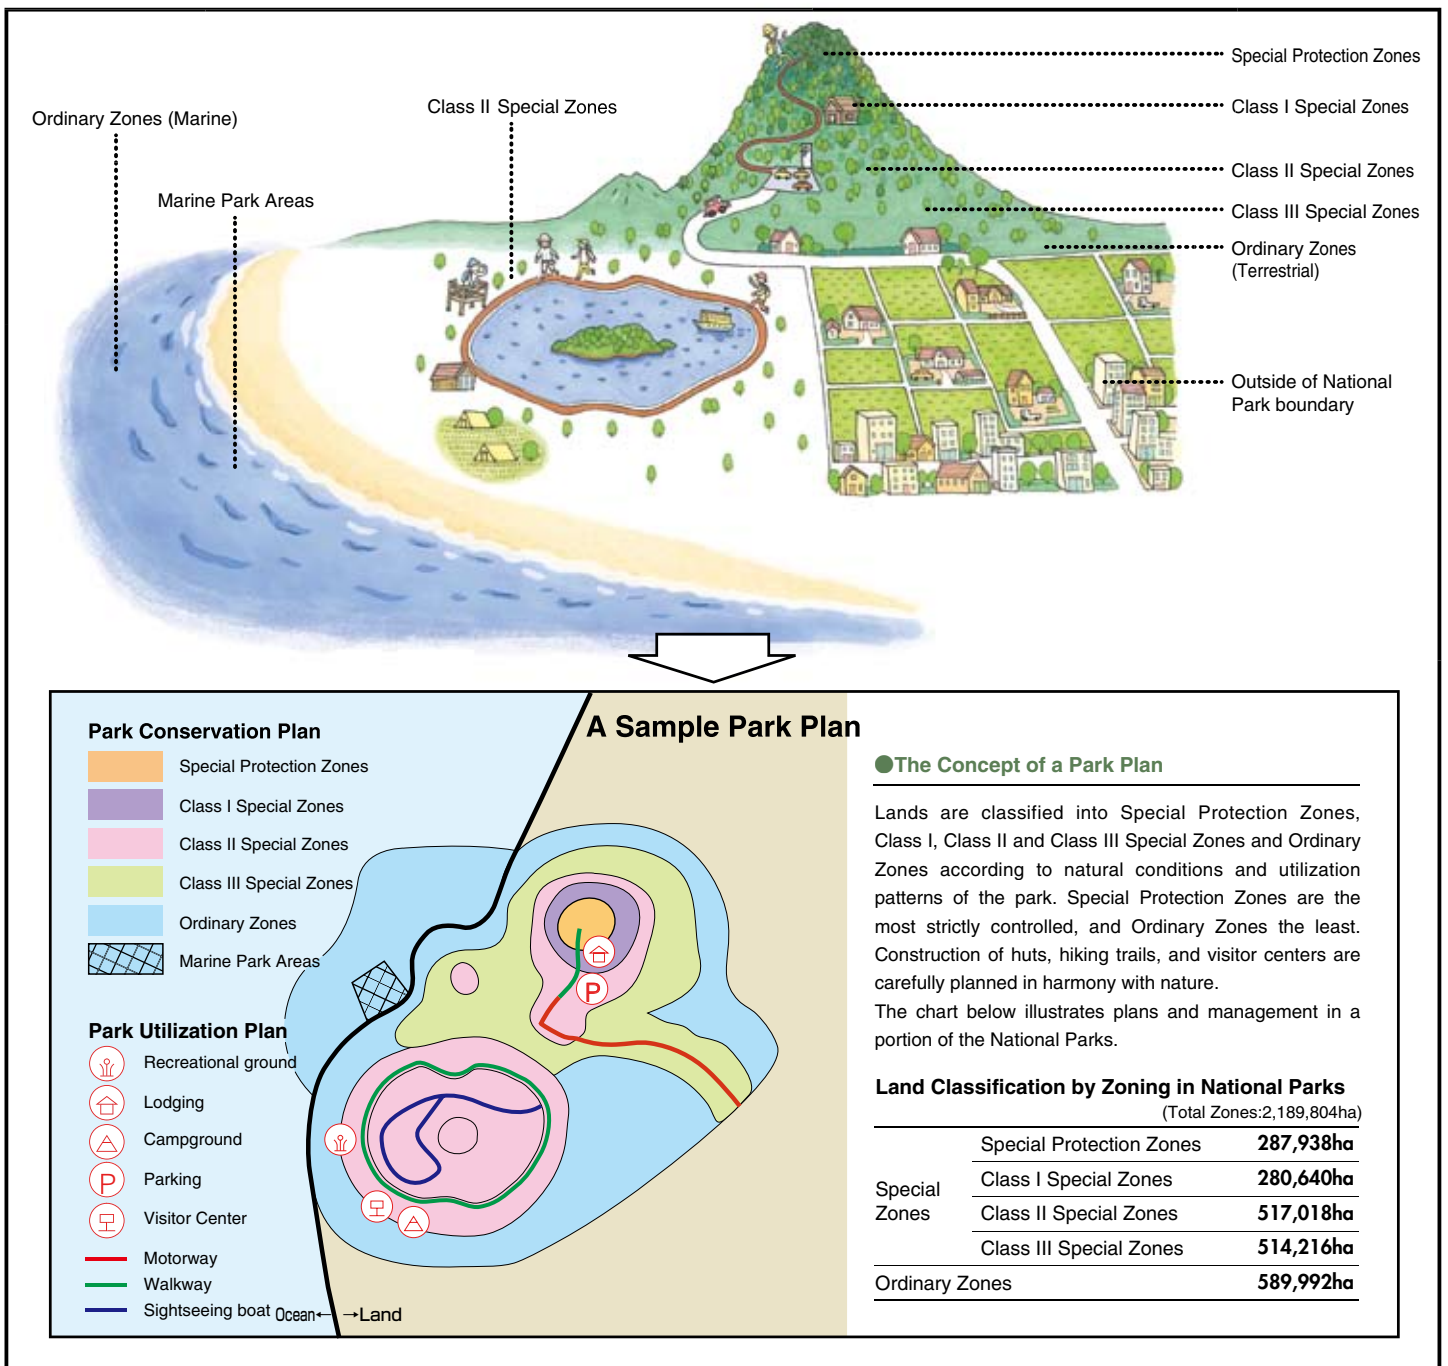 Special Protection Zones
Class I Special Zones
Class II Special Zones
Ordinary Zones (Marine)
Class II Special Zones
Marine Park Areas
Class III Special Zones
Ordinary Zones
(Terrestrial)
Outside of National
Park boundary
A Sample Park Plan
Park Conservation Plan
Special Protection Zones
Class I Special Zones
Class II Special Zones
Class III Special Zones
Ordinary Zones
Marine Park Areas
Park Utilization Plan
Recreational ground
Lodging
Campground
P Parking
Visitor Center
Motorway
Walkway
Sightseeing boat
Ocean← →Land
P
●The Concept of a Park Plan
Lands are classified into Special Protection Zones,
Class I, Class II and Class III Special Zones and Ordinary
Zones according to natural conditions and utilization
patterns of the park. Special Protection Zones are the
most strictly controlled, and Ordinary Zones the least.
Construction of huts, hiking trails, and visitor centers are
carefully planned in harmony with nature.
The chart below illustrates plans and management in a
portion of the National Parks.
Land Classification by Zoning in National Parks
(Total Zones:2,189,804ha)
Special Zones
Special Protection Zones 287,938ha
Class I Special Zones 280,640ha
Class II Special Zones 517,018ha
Class III Special Zones 514,216ha
Ordinary Zones 589,992ha